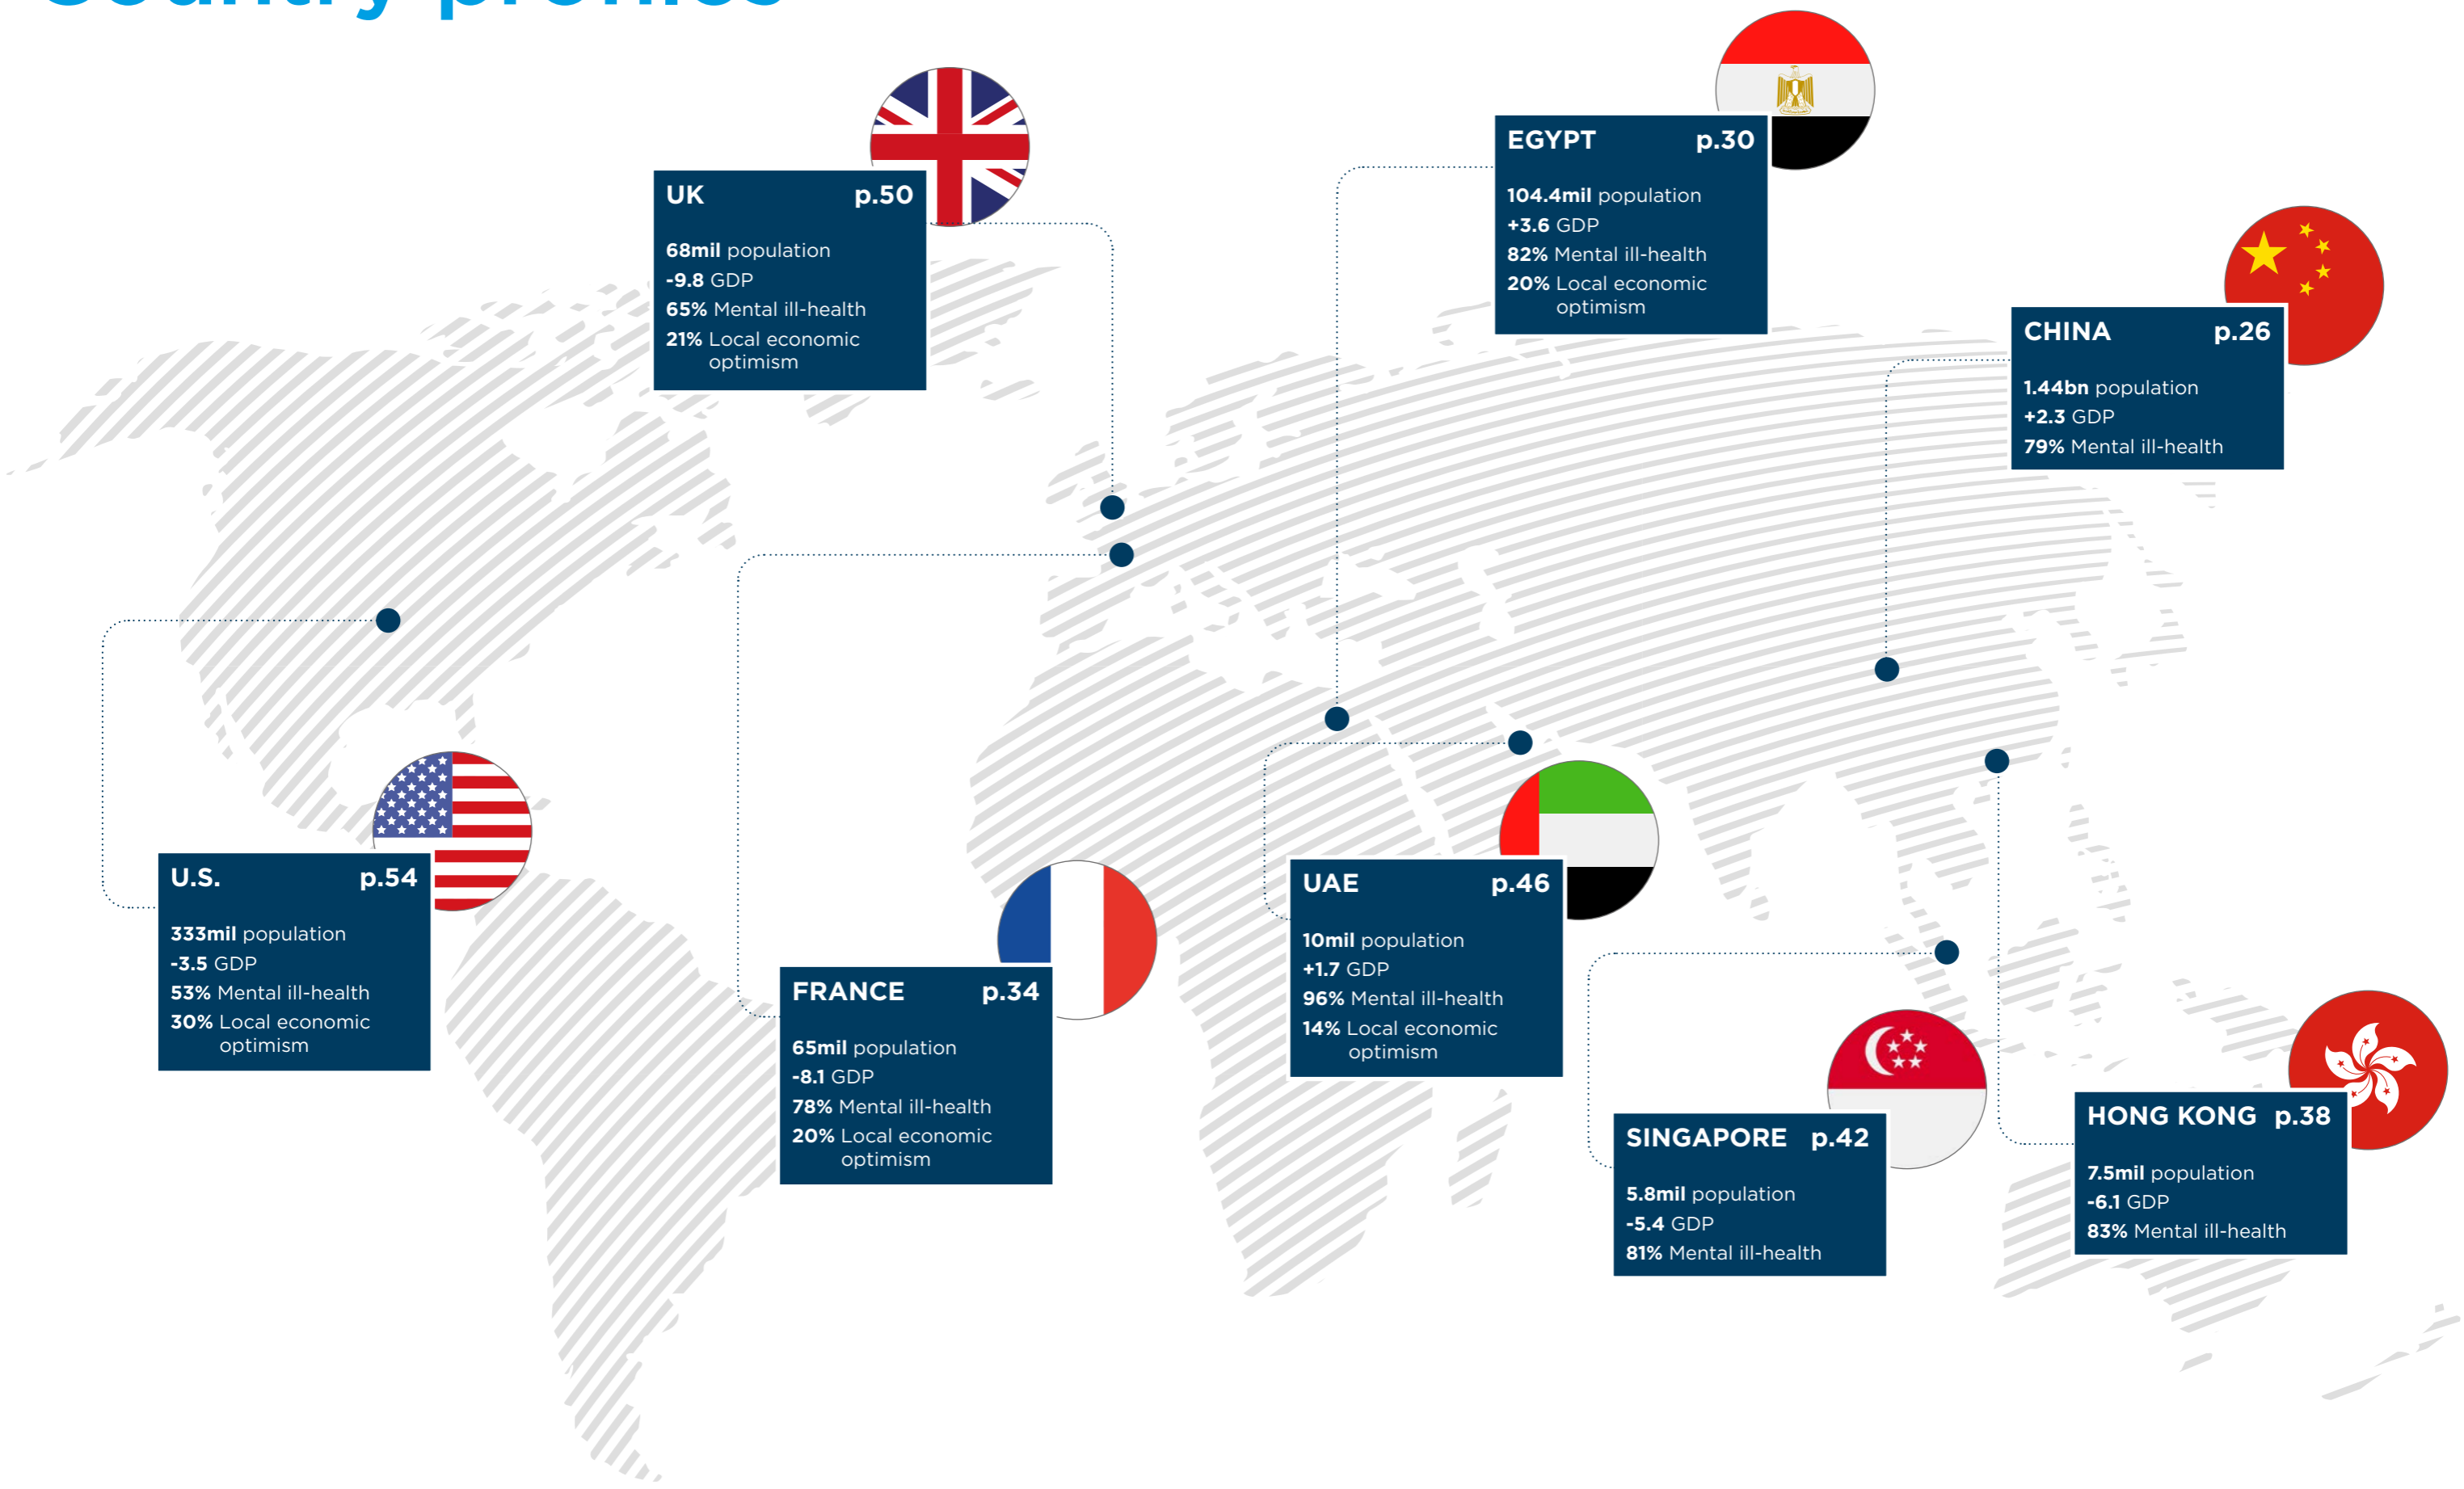 Country profiles
UK p.50
68mil population
-9.8 GDP
65% Mental ill-health
21% Local economic
optimism
EGYPT p.30
104.4mil population
+3.6 GDP
82% Mental ill-health
20% Local economic
optimism
CHINA p.26
1.44bn population
+2.3 GDP
79% Mental ill-health
U.S. p.54
333mil population
-3.5 GDP
53% Mental ill-health
30% Local economic
optimism
FRANCE p.34
65mil population
-8.1 GDP
78% Mental ill-health
20% Local economic
optimism
UAE p.46
10mil population
+1.7 GDP
96% Mental ill-health
14% Local economic
optimism
SINGAPORE p.42
5.8mil population
-5.4 GDP
81% Mental ill-health
HONG KONG p.38
7.5mil population
-6.1 GDP
83% Mental ill-health